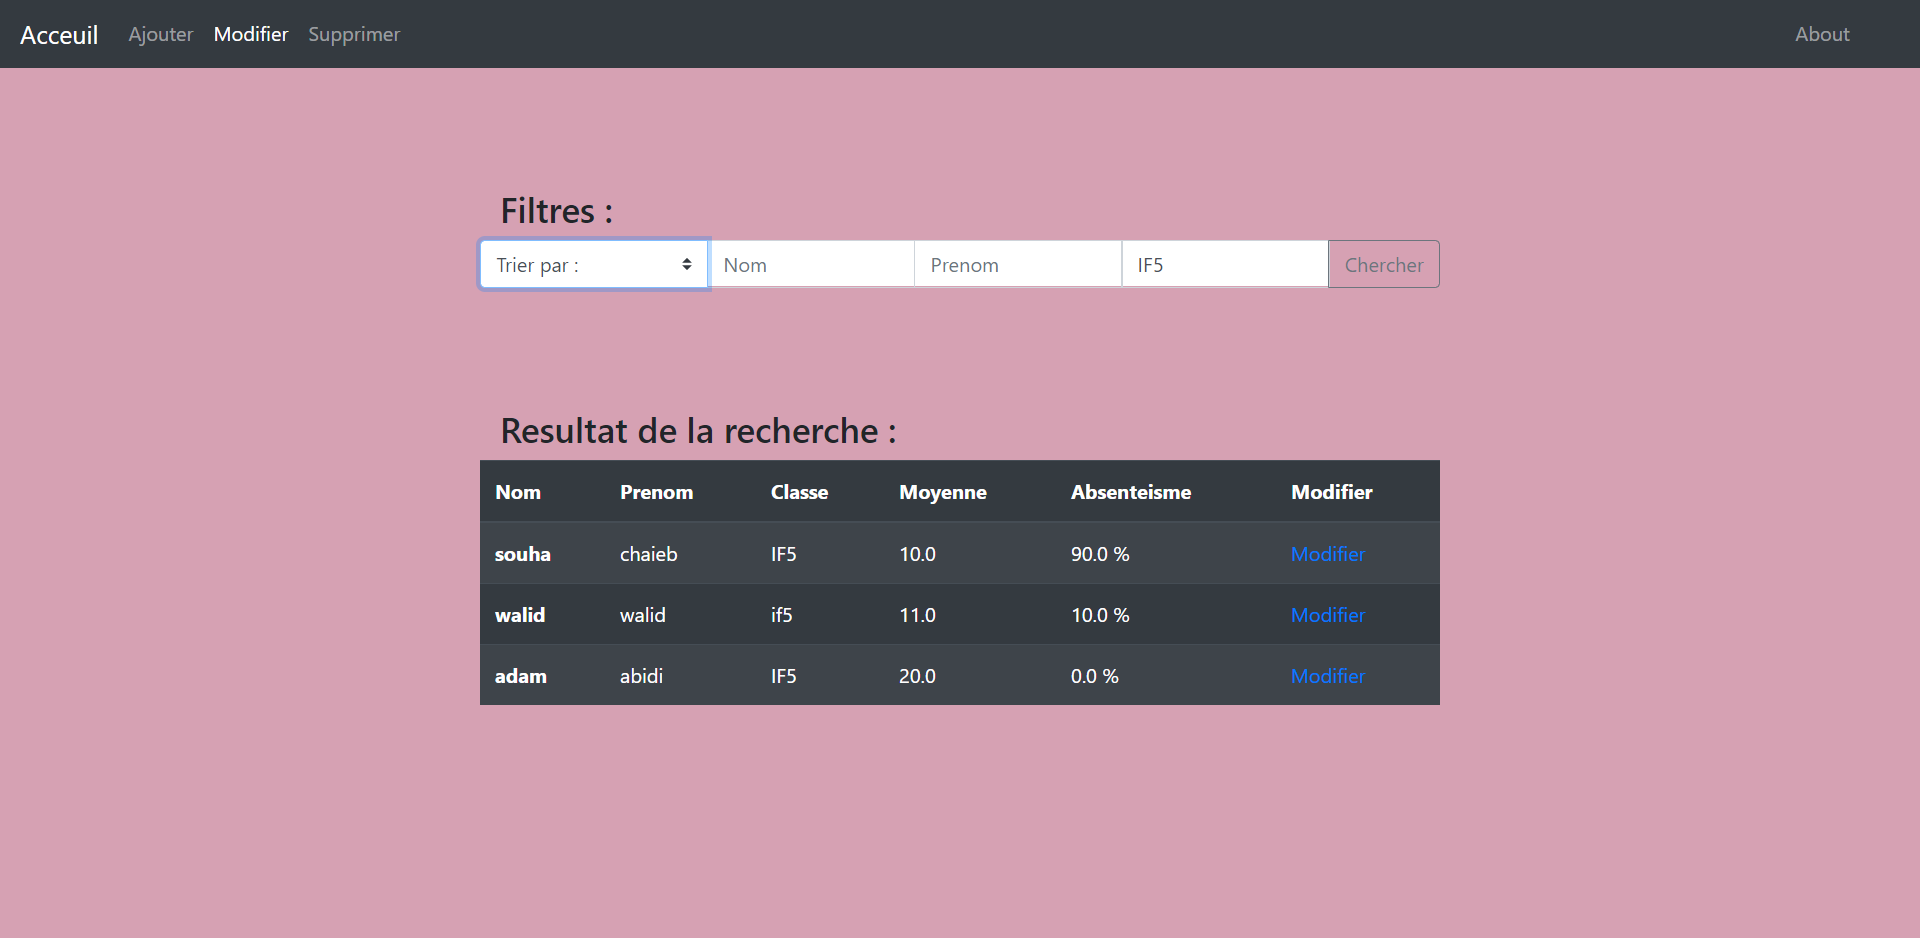 Acceuil Ajouter Modifier Supprimer About
Filtres :
Trier par : Nom Prenom IF5 Chercher
Resultat de la recherche :
Nom Prenom Classe Moyenne Absenteisme Modifier
souha chaieb IF5 10.0 90.0 % Modifier
walid walid if5 11.0 10.0 % Modifier
adam abidi IF5 20.0 0.0 % Modifier